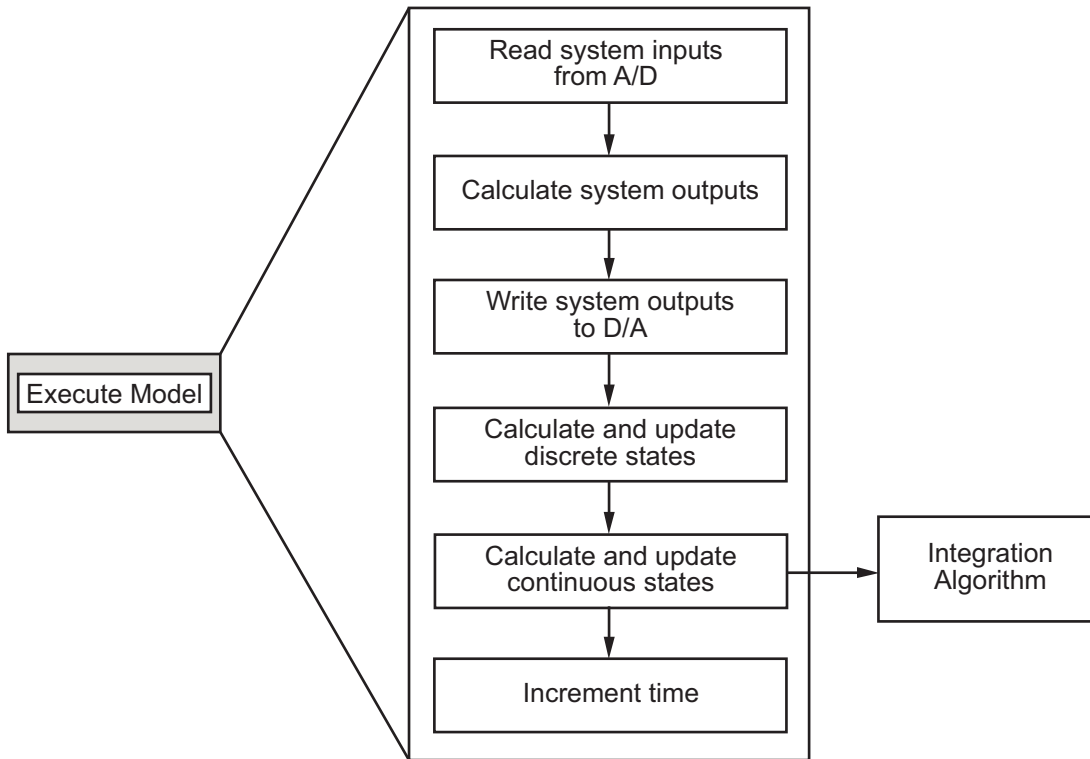 Read system inputs
from A/D
Calculate system outputs
Write system outputs
to D/A
Execute Model
Calculate and update
discrete states
Calculate and update
continuous states
Integration
Algorithm
Increment time